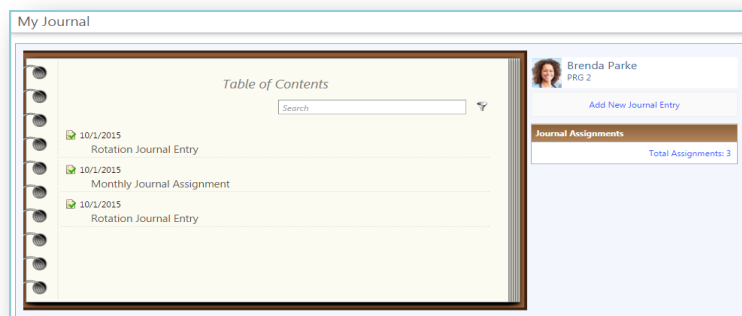 My Journal
Table of Contents
Search
10/1/2015
Rotation Journal Entry
10/1/2015
Monthly Journal Assignment
10/1/2015
Rotation Journal Entry
Brenda Parke
PRG 2
Add New Journal Entry
Journal Assignments
Total Assignments: 3